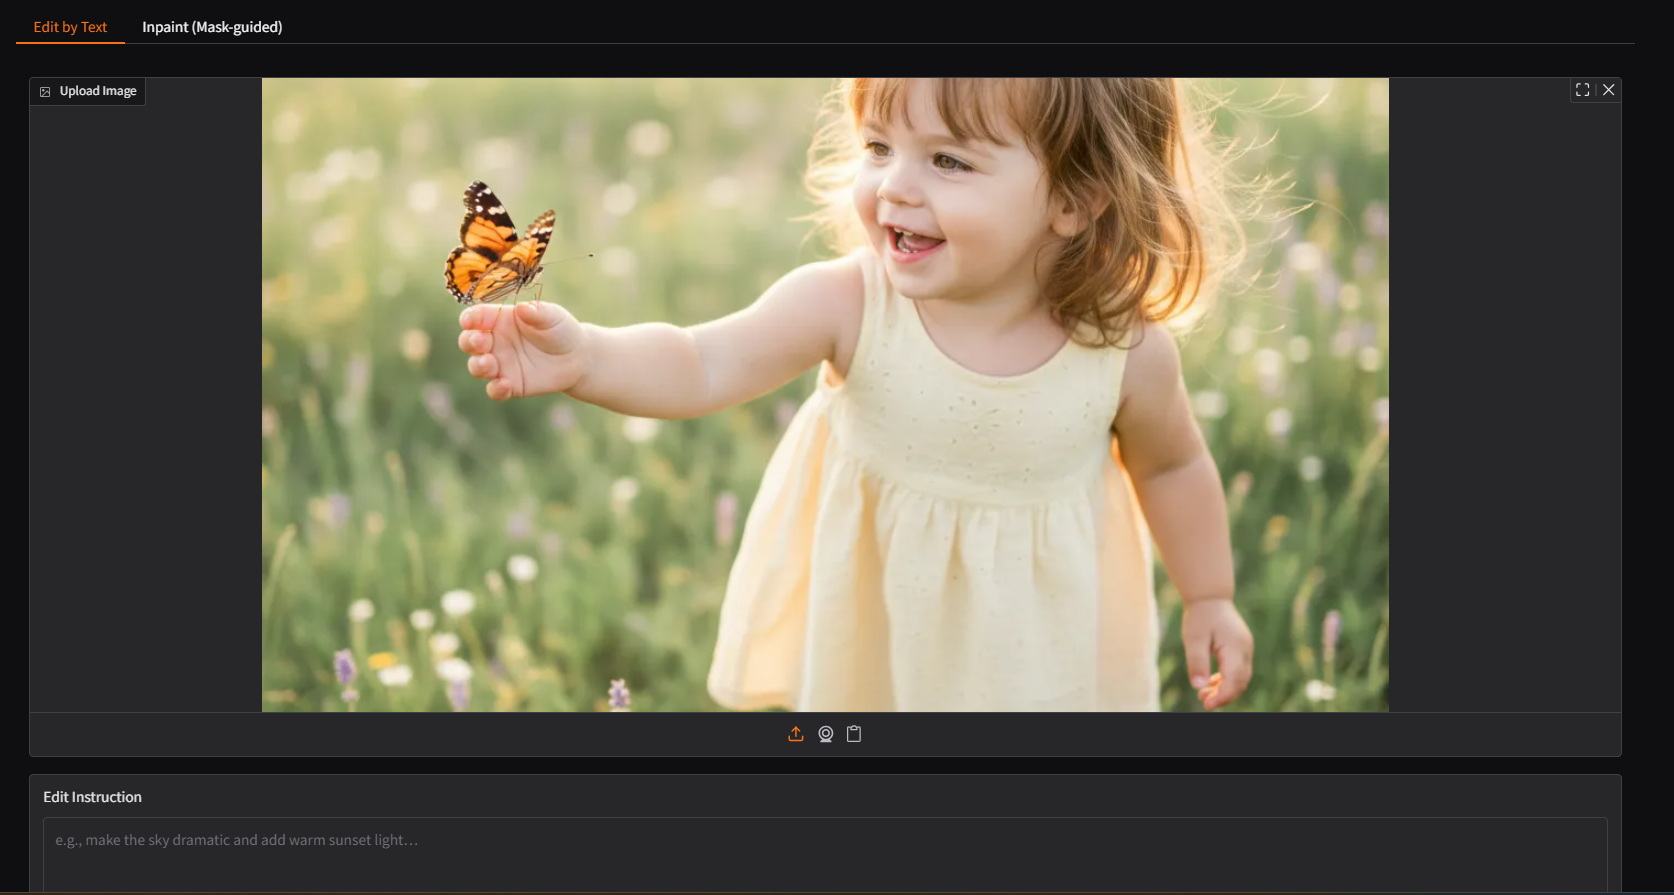 Edit by Text
Inpaint (Mask-guided)
Upload Image
Edit Instruction
e.g., make the sky dramatic and add warm sunset light…